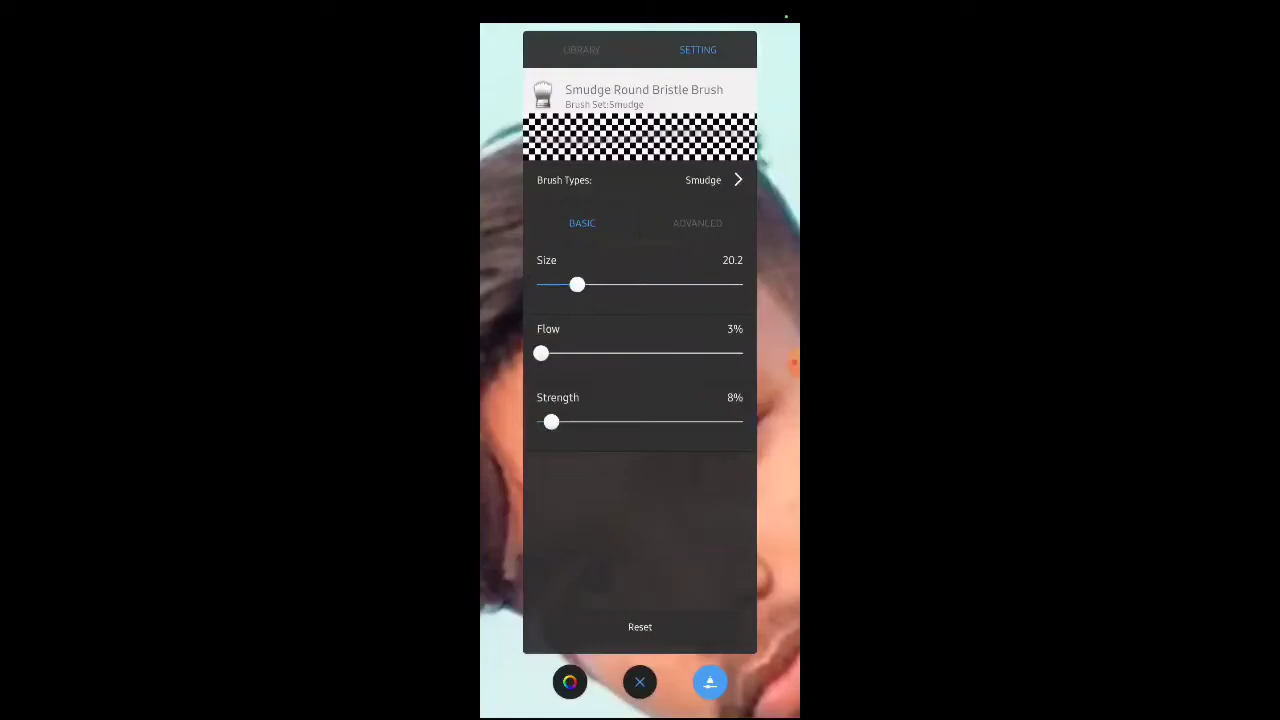 LIBRARY SETTING
Smudge Round Bristle Brush
Brush Set:Smudge
Brush Types: Smudge
BASIC ADVANCED
Size 20.2
Flow 3%
Strength 8%
Reset